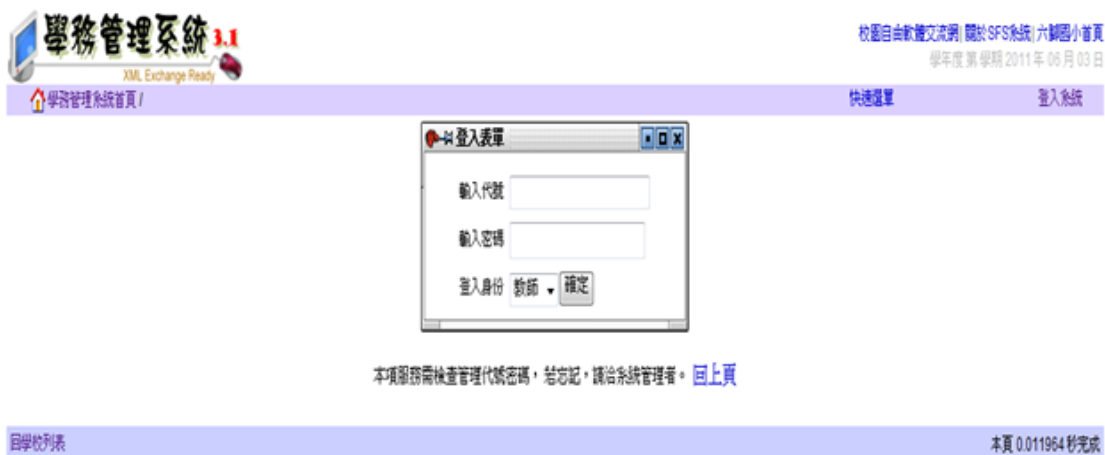 學務管理系統 3.1
XML Exchange Ready
校園自由軟體交流網| 關於SFS系統| 六腳國小首頁
學年度 第 學期 2011 年 06 月 03 日
學務管理系統首頁 /
快速選單
登入系統
登入表單
輸入代號
輸入密碼
登入身份 教師 確定
本項服務需檢查管理代號密碼, 若忘記,請洽系統管理者。 回上頁
回學校列表
本頁 0.011964 秒完成